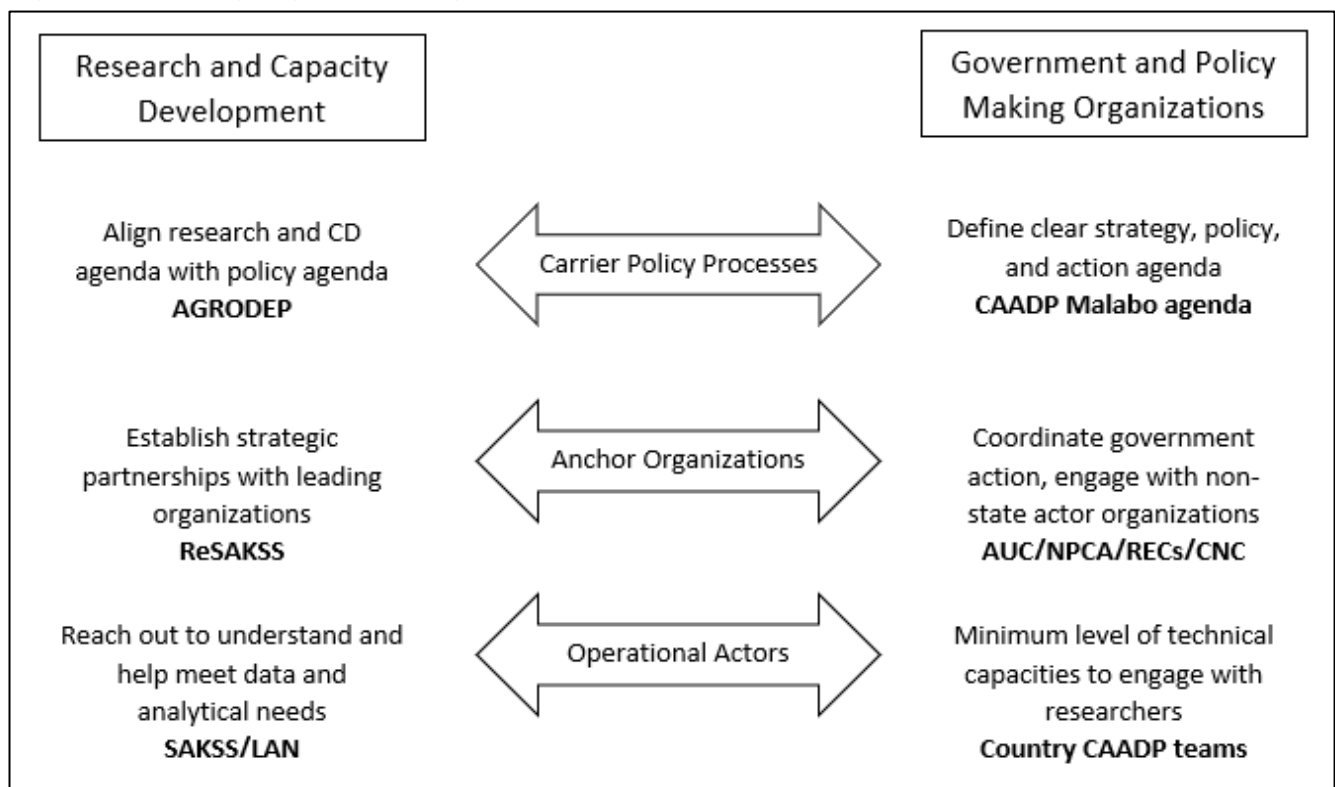 Research and Capacity
Development
Government and Policy
Making Organizations
Align research and CD
agenda with policy agenda
AGRODEP
Carrier Policy Processes
Define clear strategy, policy,
and action agenda
CAADP Malabo agenda
Establish strategic
partnerships with leading
organizations
ReSAKSS
Anchor Organizations
Coordinate government
action, engage with non-
state actor organizations
AUC/NPCA/RECs/CNC
Reach out to understand and
help meet data and
analytical needs
SAKSS/LAN
Operational Actors
Minimum level of technical
capacities to engage with
researchers
Country CAADP teams